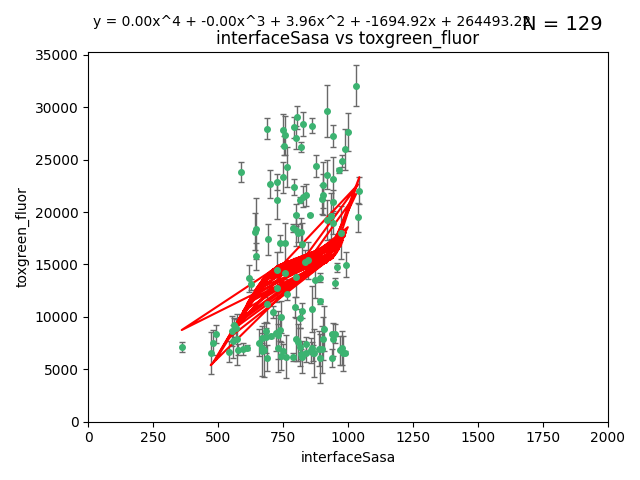 y = 0.00x^4 + -0.00x^3 + 3.96x^2 + -1694.92x + 264493.22
N = 129
interfaceSasa vs toxgreen_fluor
35000
30000
25000
20000
15000
10000
5000
0
toxgreen_fluor
0 250 500 750 1000 1250 1500 1750 2000
interfaceSasa